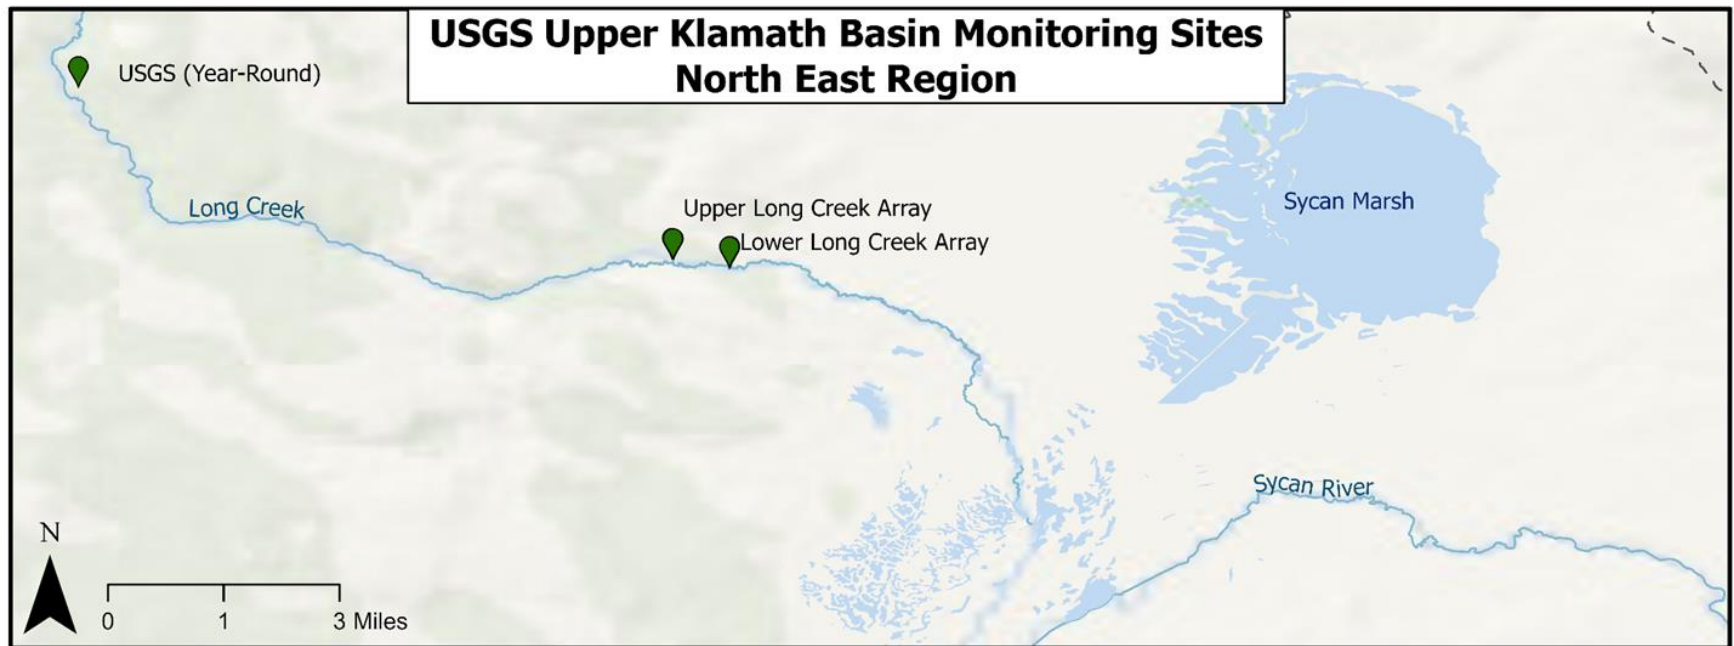 USGS Upper Klamath Basin Monitoring Sites
North East Region
USGS (Year-Round)
Long Creek
Upper Long Creek Array
Lower Long Creek Array
Sycan Marsh
Sycan River
N
0 1 3 Miles